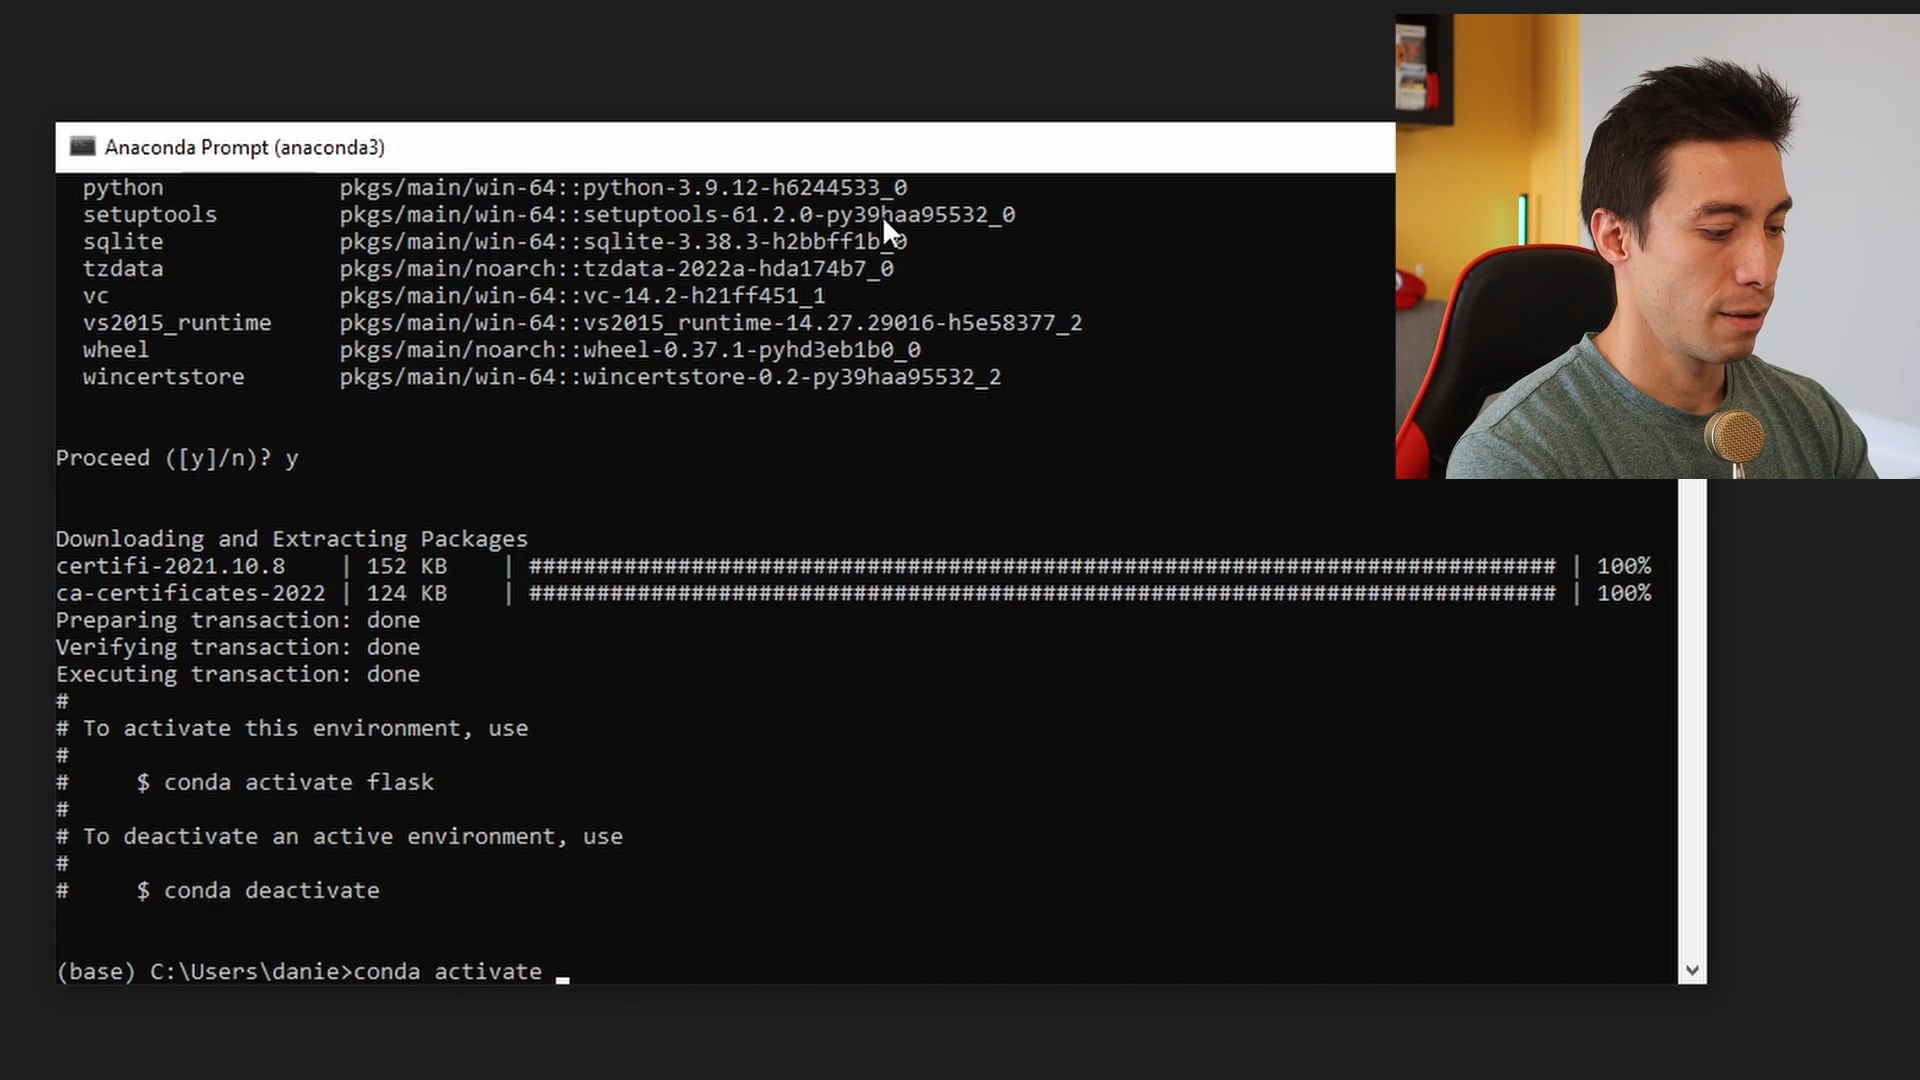 Anaconda Prompt (anaconda3)
python pkgs/main/win-64::python-3.9.12-h6244533_0
setuptools pkgs/main/win-64::setuptools-61.2.0-py39haa95532_0
sqlite pkgs/main/win-64::sqlite-3.38.3-h2bbff1b_0
tzdata pkgs/main/noarch::tzdata-2022a-hda174b7_0
vc pkgs/main/win-64::vc-14.2-h21ff451_1
vs2015_runtime pkgs/main/win-64::vs2015_runtime-14.27.29016-h5e58377_2
wheel pkgs/main/noarch::wheel-0.37.1-pyhd3eb1b0_0
wincertstore pkgs/main/win-64::wincertstore-0.2-py39haa95532_2
Proceed ([y]/n)? y
Downloading and Extracting Packages
certifi-2021.10.8 | 152 KB | ############################################################################ | 100%
ca-certificates-2022 | 124 KB | ############################################################################ | 100%
Preparing transaction: done
Verifying transaction: done
Executing transaction: done
#
# To activate this environment, use
#
# $ conda activate flask
#
# To deactivate an active environment, use
#
# $ conda deactivate
(base) C:\Users\danie>conda activate _